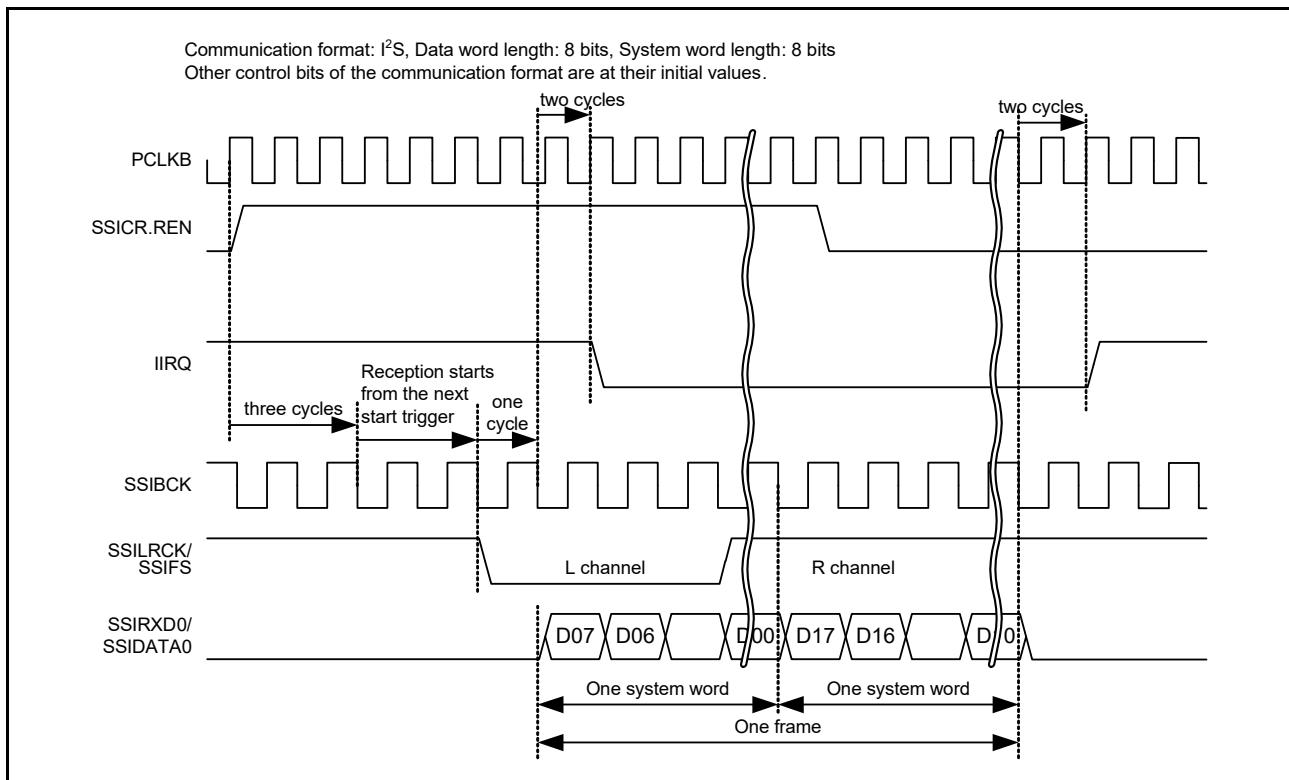 Communication format: I²S, Data word length: 8 bits, System word length: 8 bits
Other control bits of the communication format are at their initial values.
two cycles
two cycles
PCLKB
SSICR.REN
IIRQ
Reception starts
from the next
start trigger
three cycles
one
cycle
SSIBCK
SSILRCK/
SSIFS
L channel
R channel
SSIRXD0/
SSIDATA0
D07
D06
D00
D17
D16
One system word
One system word
One frame